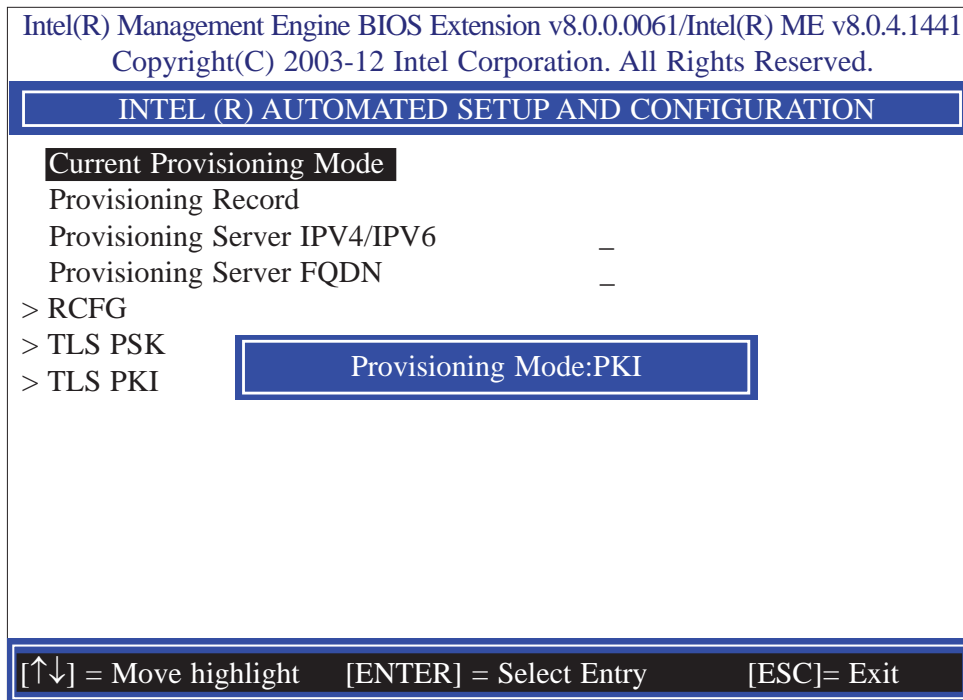 Intel(R) Management Engine BIOS Extension v8.0.0.0061/Intel(R) ME v8.0.4.1441
Copyright(C) 2003-12 Intel Corporation. All Rights Reserved.
INTEL (R) AUTOMATED SETUP AND CONFIGURATION
Current Provisioning Mode
Provisioning Record
Provisioning Server IPV4/IPV6 _
Provisioning Server FQDN _
> RCFG
> TLS PSK
> TLS PKI
Provisioning Mode:PKI
[↑↓] = Move highlight [ENTER] = Select Entry [ESC]= Exit